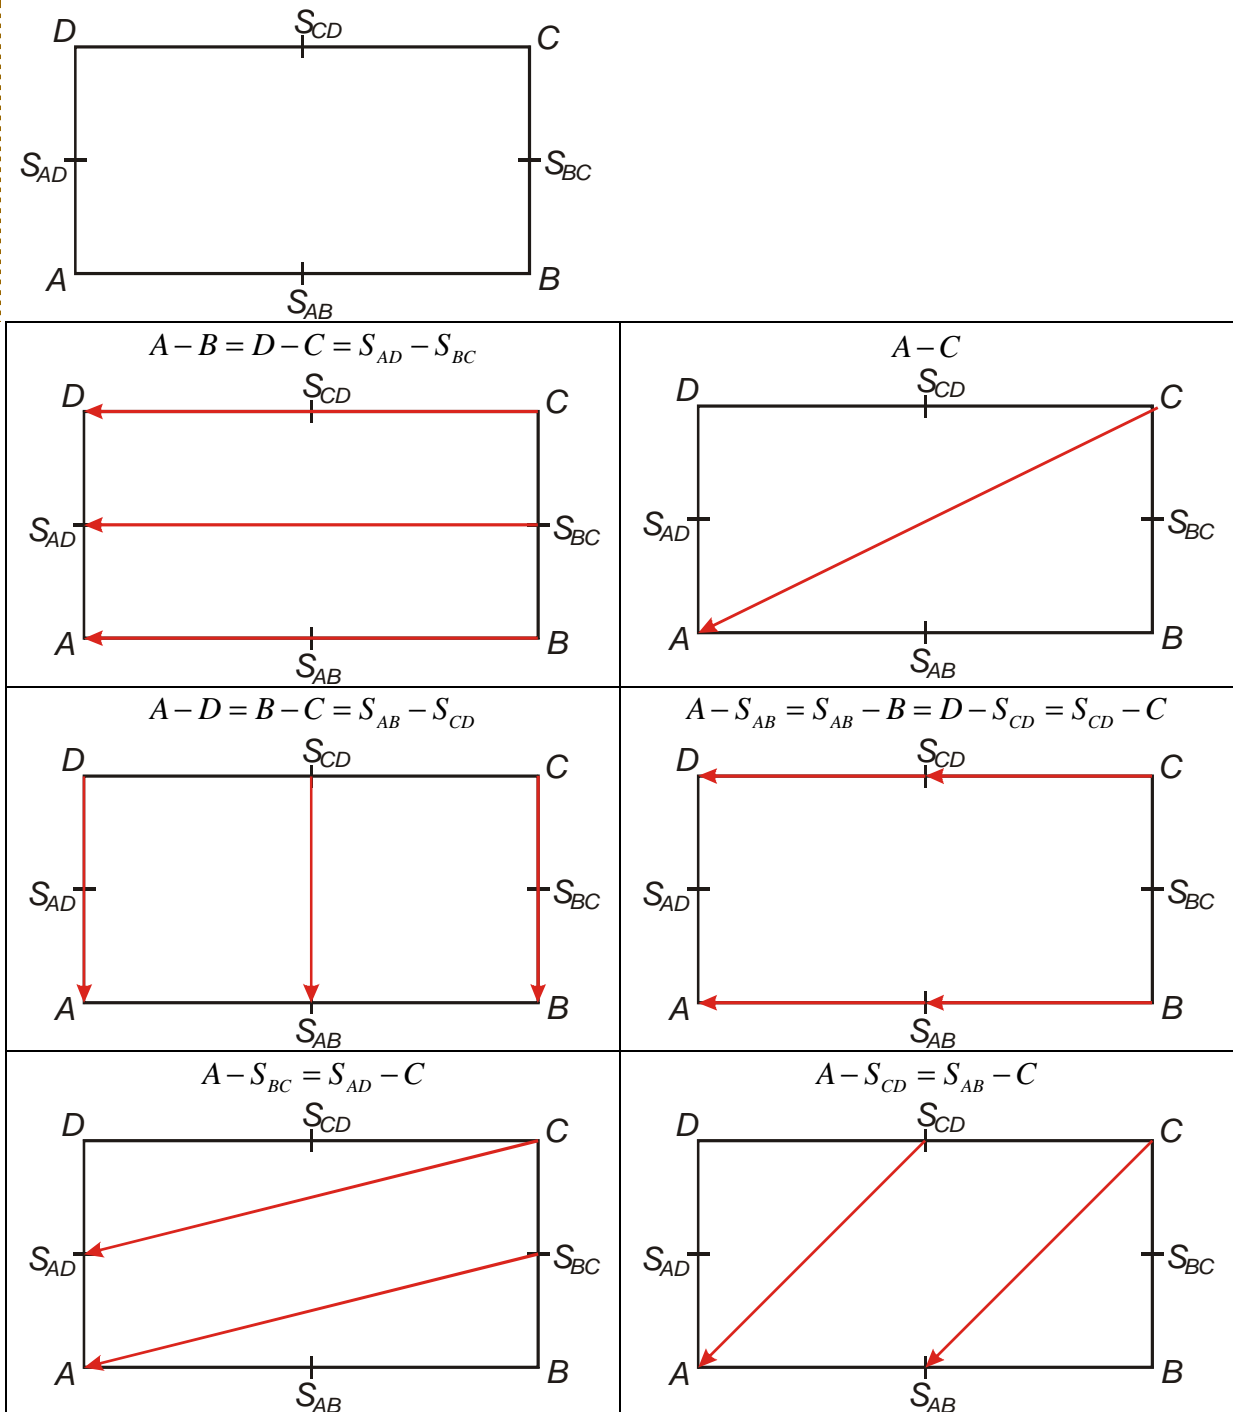 D S_CD C
S_AD S_BC
A S_AB B
A − B = D − C = S_AD − S_BC
D S_CD C
S_AD S_BC
A S_AB B
A − C
D S_CD C
S_AD S_BC
A S_AB B
A − D = B − C = S_AB − S_CD
D S_CD C
S_AD S_BC
A S_AB B
A − S_AB = S_AB − B = D − S_CD = S_CD − C
D S_CD C
S_AD S_BC
A S_AB B
A − S_BC = S_AD − C
D S_CD C
S_AD S_BC
A S_AB B
A − S_CD = S_AB − C
D S_CD C
S_AD S_BC
A S_AB B